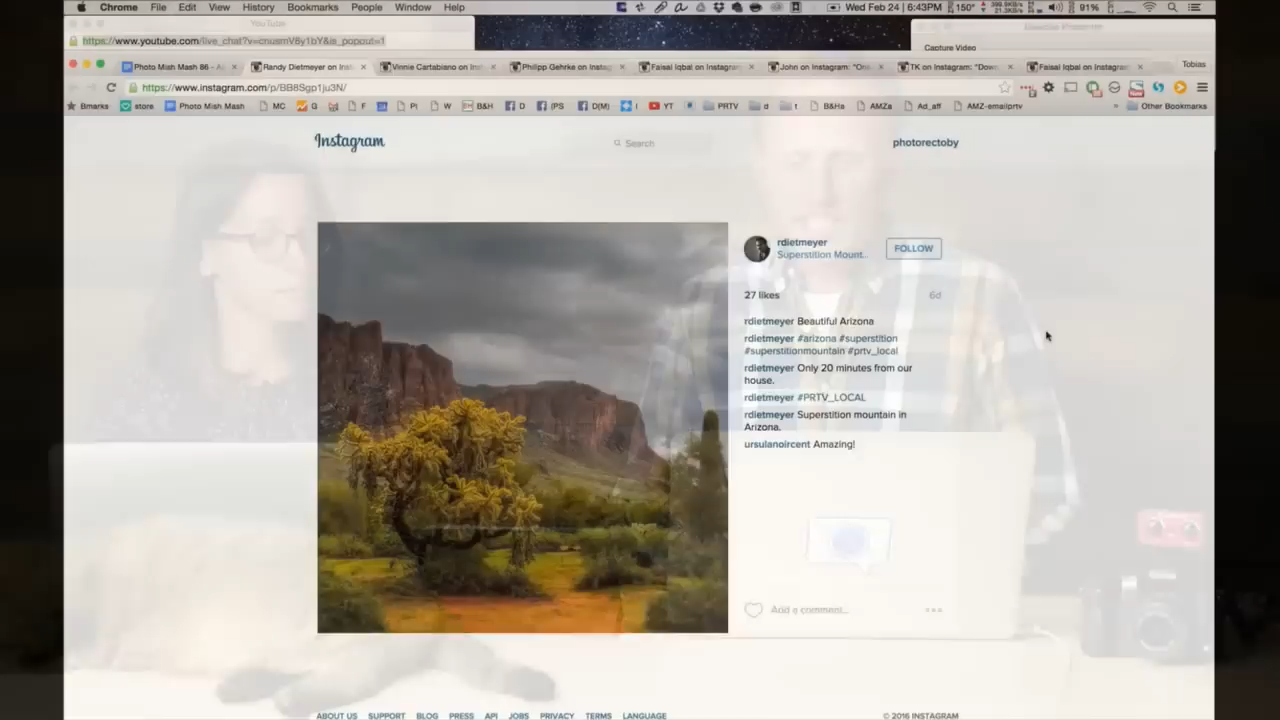 Chrome File Edit View History Bookmarks People Window Help
Wed Feb 24 | 6:43PM 150° 91%
YouTube
https://www.youtube.com/live_chat?v=cnusmV8y1bY&is_popout=1
Capture Video
Photo Mish Mash 86 - A
Randy Dietmeyer on Insta
Vinnie Cartabiano on Inst
Philipp Gehrke on Instag
Faisal Iqbal on Instagram
John on Instagram: "On
TK on Instagram: "Down
Faisal Iqbal on Instagram
Tobias
https://www.instagram.com/p/BB8Sgp1ju3N/
Bmarks store Photo Mish Mash MC G F PI W B&H D (PS D(M) ( YT PRTV d t B&Ha AMZa Ad_aff AMZ-emailprtv » Other Bookmarks
Instagram
Search
photorectoby
rdietmeyer
Superstition Mount...
FOLLOW
27 likes
6d
rdietmeyer Beautiful Arizona
rdietmeyer #arizona #superstition
#superstitionmountain #prtv_local
rdietmeyer Only 20 minutes from our
house.
rdietmeyer #PRTV_LOCAL
rdietmeyer Superstition mountain in
Arizona.
ursulanoircent Amazing!
Add a comment...
ABOUT US SUPPORT BLOG PRESS API JOBS PRIVACY TERMS LANGUAGE
© 2016 INSTAGRAM